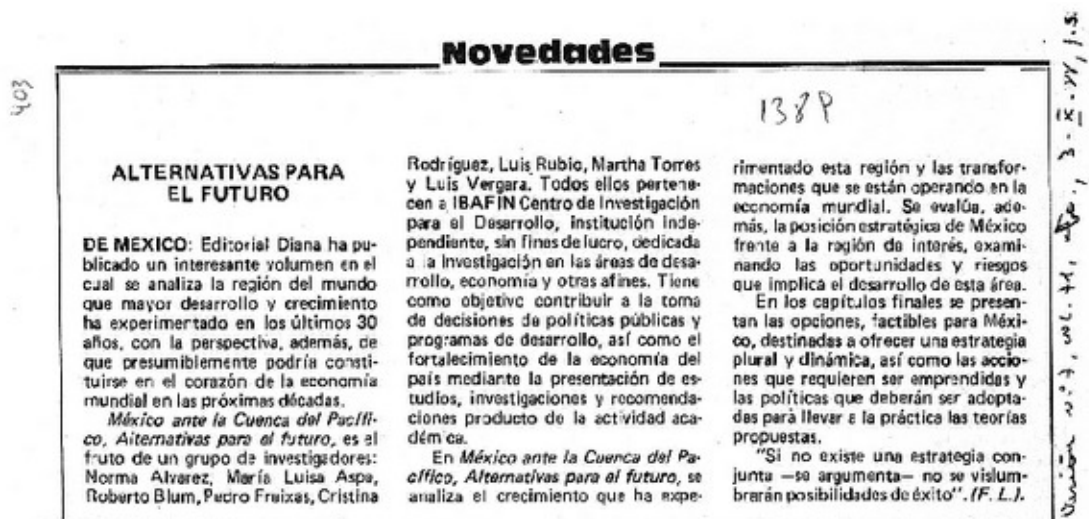 Novedades
403
138P
ALTERNATIVAS PARA
EL FUTURO
DE MEXICO: Editorial Diana ha pu-
blicado un interesante volumen en el
cual se analiza la región del mundo
que mayor desarrollo y crecimiento
ha experimentado en los últimos 30
años, con la perspectiva, además, de
que presumiblemente podría consti-
tuirse en el corazón de la economía
mundial en las próximas décadas.
México ante la Cuenca del Pacífi-
co, Alternativas para el futuro, es el
fruto de un grupo de investigadores:
Norma Alvarez, María Luisa Aspe,
Roberto Blum, Pedro Freixas, Cristina
Rodríguez, Luis Rubio, Martha Torres
y Luis Vergara. Todos ellos pertene-
cen a IBAFIN Centro de Investigación
para el Desarrollo, institución inde-
pendiente, sin fines de lucro, dedicada
a la Investigación en las áreas de desa-
rrollo, economía y otras afines. Tiene
como objetivo contribuir a la toma
de decisiones de políticas públicas y
programas de desarrollo, así como el
fortalecimiento de la economía del
país mediante la presentación de es-
tudios, investigaciones y recomenda-
ciones producto de la actividad aca-
démica.
En México ante la Cuenca del Pa-
cífico, Alternativas para el futuro, se
analiza el crecimiento que ha expe-
rimentado esta región y las transfor-
maciones que se están operando en la
economía mundial. Se evalúa, ade-
más, la posición estratégica de México
frente a la región de interés, exami-
nando las oportunidades y riesgos
que implica el desarrollo de esta área.
En los capítulos finales se presen-
tan las opciones, factibles para Méxi-
co, destinadas a ofrecer una estrategia
plural y dinámica, así como las accio-
nes que requieren ser emprendidas y
las políticas que deberán ser adopta-
das para llevar a la práctica las teorías
propuestas.
"Si no existe una estrategia con-
junta —se argumenta— no se vislum-
brarán posibilidades de éxito". (F. L.).